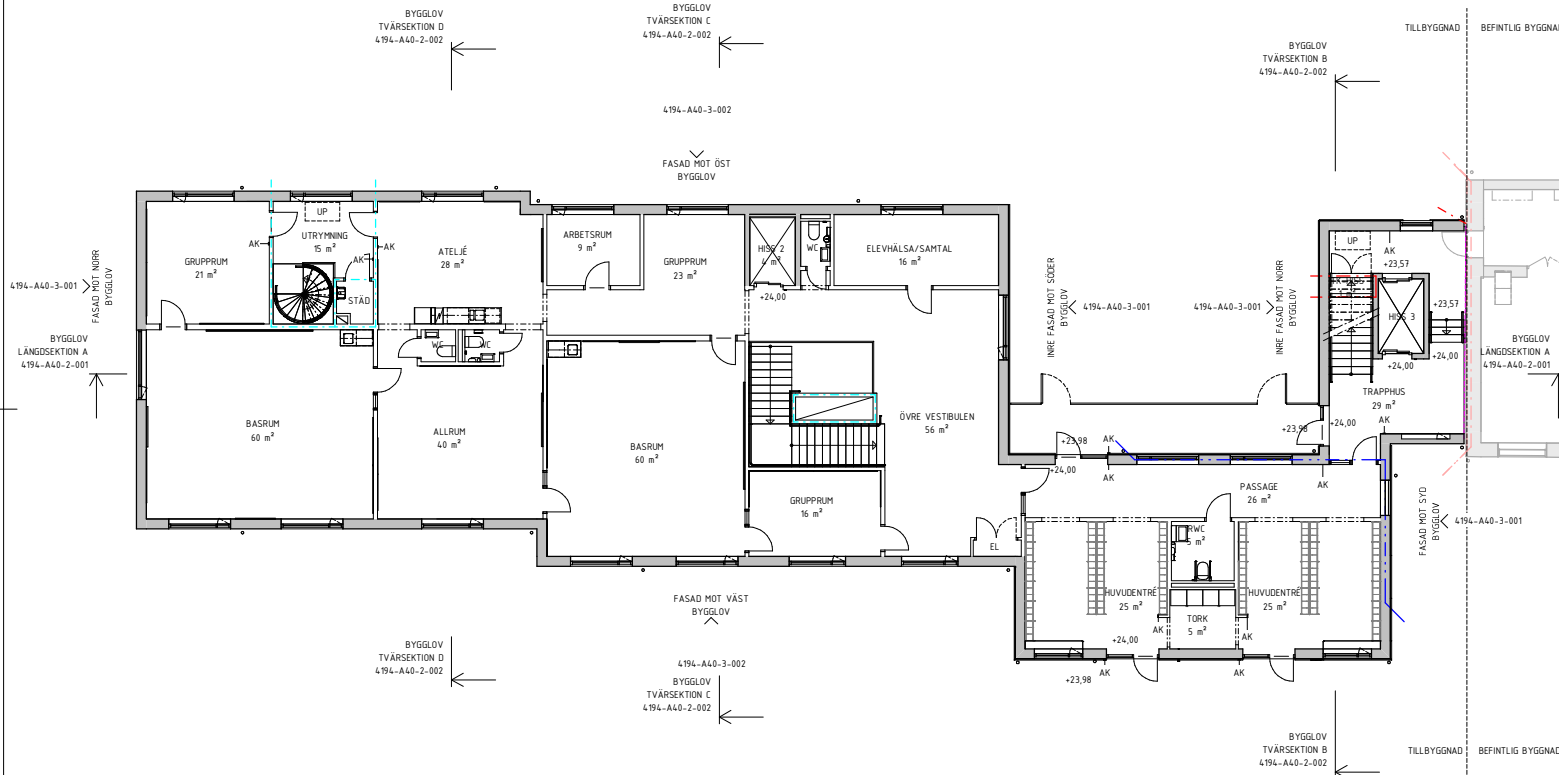 BYGGLOV
TVÄRSEKTION D
4194-A40-2-002
BYGGLOV
TVÄRSEKTION C
4194-A40-2-002
BYGGLOV
TVÄRSEKTION B
4194-A40-2-002
TILLBYGGNAD
BEFINTLIG BYGGNAD
4194-A40-3-002
FASAD MOT ÖST
BYGGLOV
4194-A40-3-001
FASAD MOT NORR
BYGGLOV
BYGGLOV
LÄNGDSEKTION A
4194-A40-2-001
GRUPPRUM
21 m²
UP
UTRYMNING
15 m²
AK
AK
AK
STÄD
ATELJÉ
28 m²
ARBETSRUM
9 m²
GRUPPRUM
23 m²
HISS 2
4 m²
+24,00
WC
ELEVHÄLSA/SAMTAL
16 m²
INRE FASAD MOT SÖDER
BYGGLOV
4194-A40-3-001
4194-A40-3-001
INRE FASAD MOT NORR
BYGGLOV
UP
AK
+23,57
HISS 3
+23,57
+24,00
+24,00
TRAPPHUS
29 m²
AK
+24,00
+23,98
BYGGLOV
LÄNGDSEKTION A
4194-A40-2-001
WC
WC
BASRUM
60 m²
ALLRUM
40 m²
BASRUM
60 m²
ÖVRE VESTIBULEN
56 m²
GRUPPRUM
16 m²
EL
+23,98
AK
+24,00
AK
AK
PASSAGE
26 m²
RWC
5 m²
HUVUDENTRÉ
25 m²
HUVUDENTRÉ
25 m²
TORK
5 m²
AK
AK
+24,00
AK
AK
+23,98
FASAD MOT SYD
BYGGLOV
4194-A40-3-001
FASAD MOT VÄST
BYGGLOV
4194-A40-3-002
BYGGLOV
TVÄRSEKTION D
4194-A40-2-002
BYGGLOV
TVÄRSEKTION C
4194-A40-2-002
BYGGLOV
TVÄRSEKTION B
4194-A40-2-002
TILLBYGGNAD
BEFINTLIG BYGGNAD